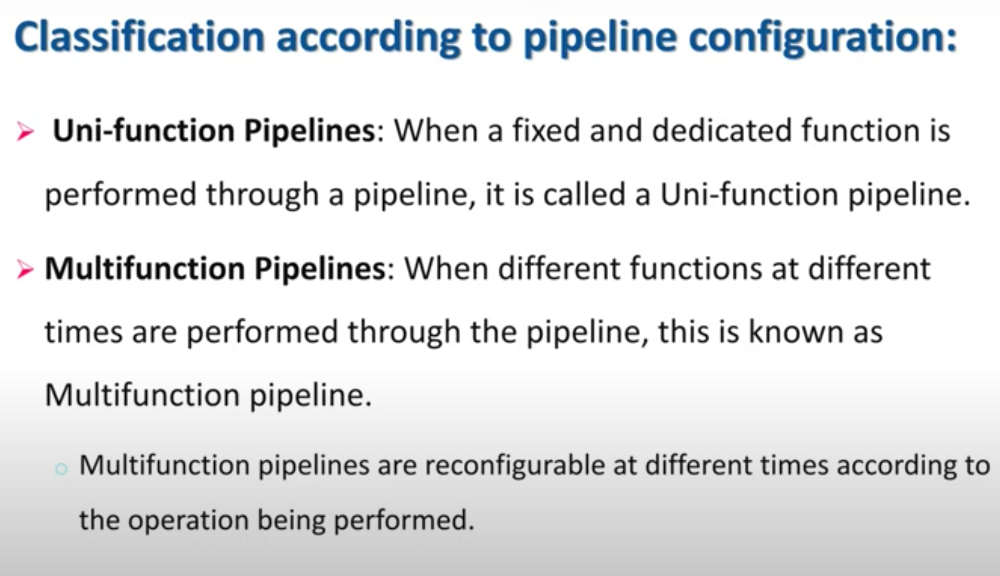 Classification according to pipeline configuration:
➢ Uni-function Pipelines: When a fixed and dedicated function is
performed through a pipeline, it is called a Uni-function pipeline.
➢ Multifunction Pipelines: When different functions at different
times are performed through the pipeline, this is known as
Multifunction pipeline.
○ Multifunction pipelines are reconfigurable at different times according to
the operation being performed.